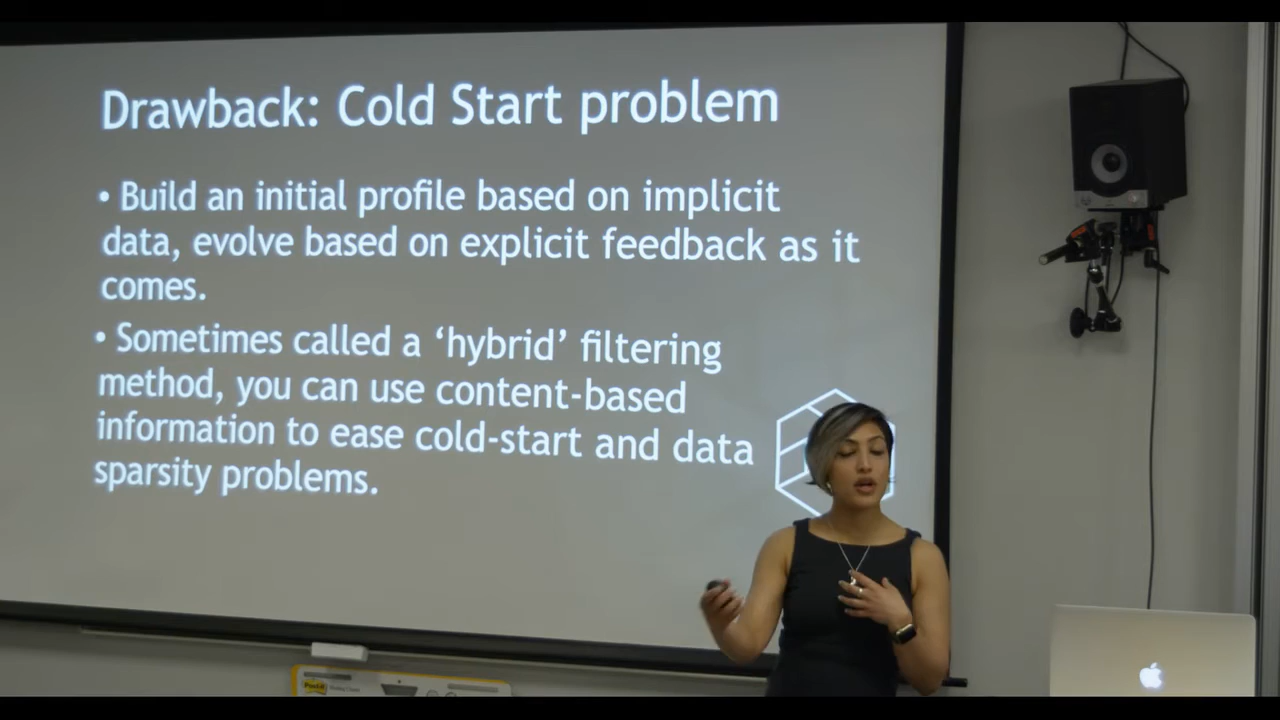 Drawback: Cold Start problem
• Build an initial profile based on implicit
data, evolve based on explicit feedback as it
comes.
• Sometimes called a ‘hybrid’ filtering
method, you can use content-based
information to ease cold-start and data
sparsity problems.
Post-it